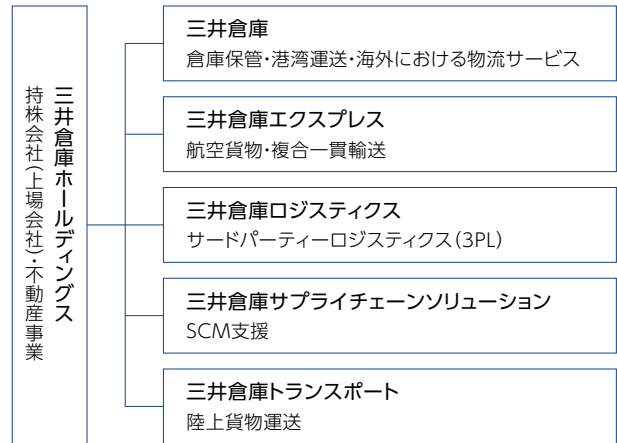 三井倉庫ホールディングス
持株会社（上場会社）・不動産事業
三井倉庫
倉庫保管・港湾運送・海外における物流サービス
三井倉庫エクスプレス
航空貨物・複合一貫輸送
三井倉庫ロジスティクス
サードパーティーロジスティクス（3PL）
三井倉庫サプライチェーンソリューション
SCM支援
三井倉庫トランスポート
陸上貨物運送